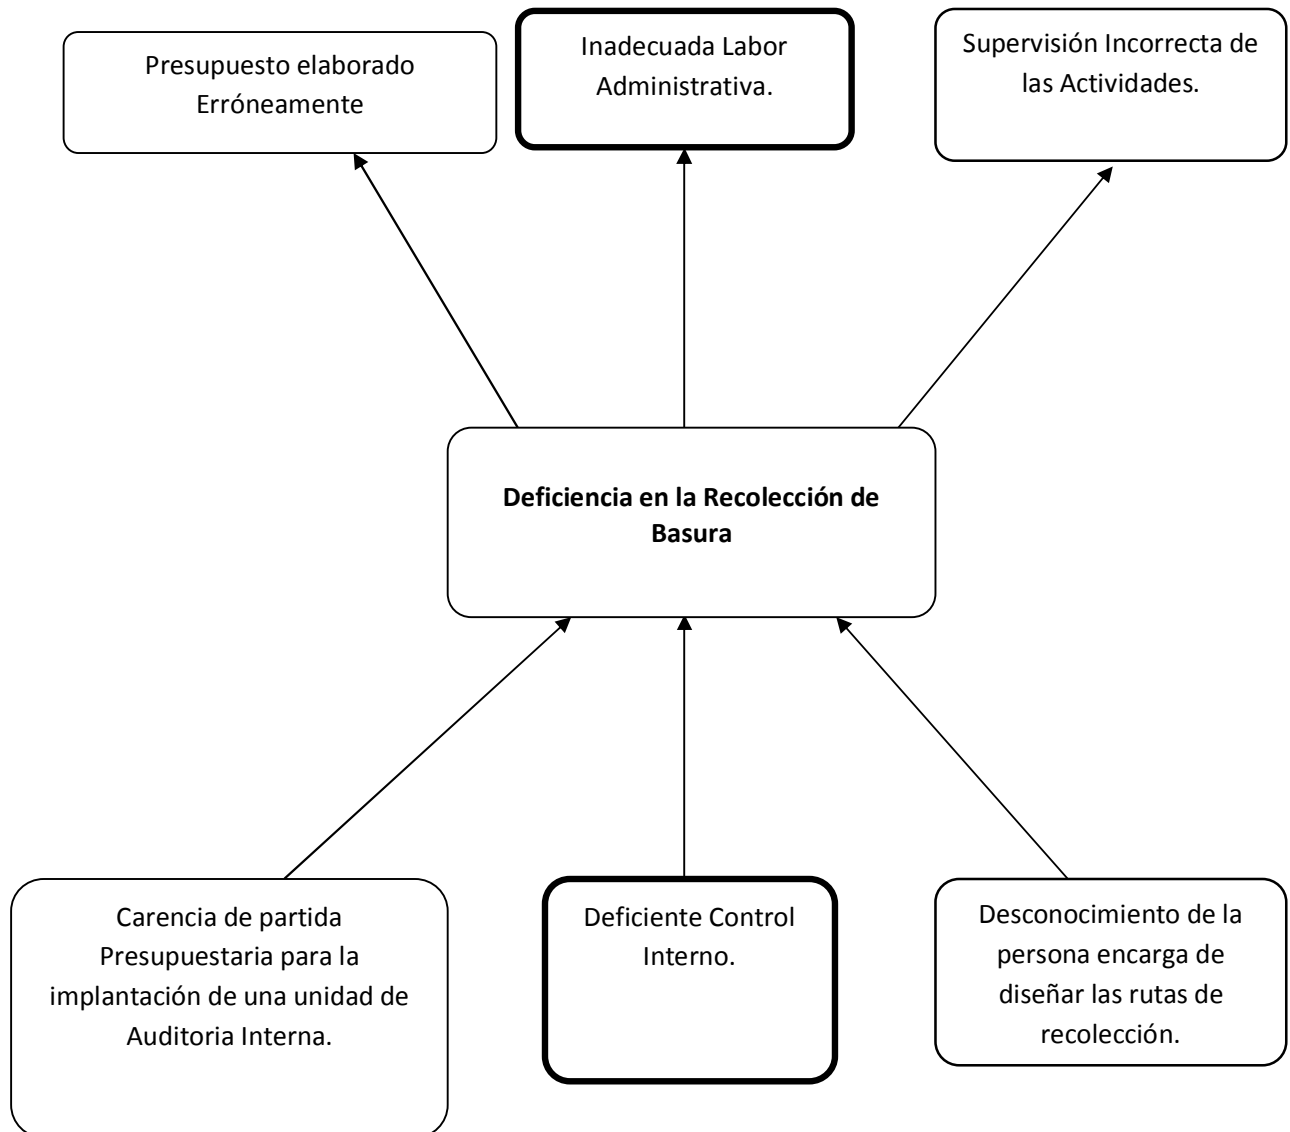 Presupuesto elaborado
Erróneamente
Inadecuada Labor
Administrativa.
Supervisión Incorrecta de
las Actividades.
Deficiencia en la Recolección de
Basura
Carencia de partida
Presupuestaria para la
implantación de una unidad de
Auditoria Interna.
Deficiente Control
Interno.
Desconocimiento de la
persona encarga de
diseñar las rutas de
recolección.